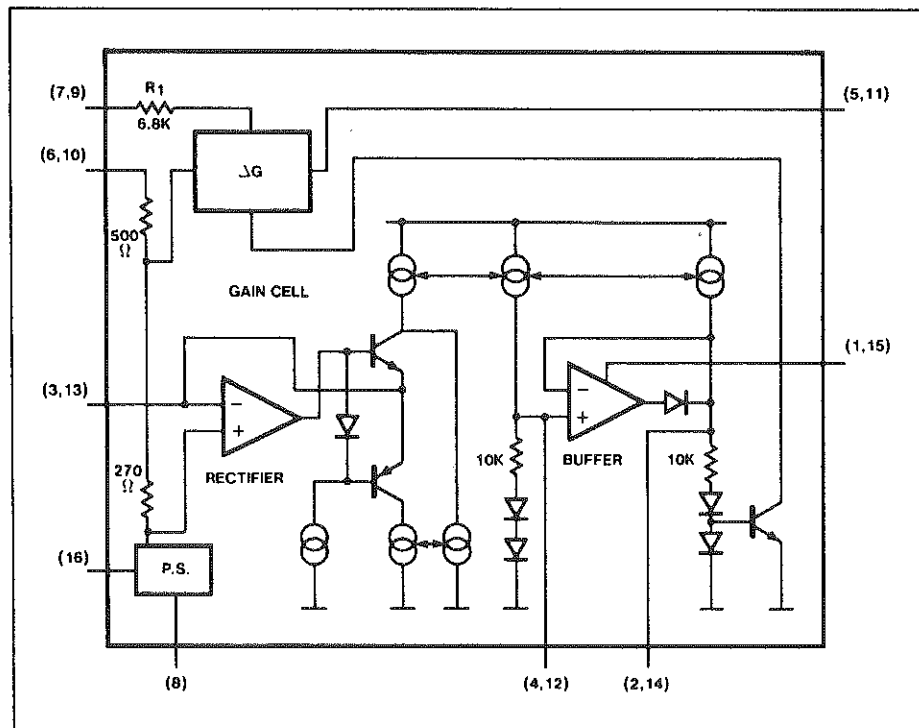 (7,9)
R1
6.8K
(5,11)
(6,10)
ΔG
500
Ω
GAIN CELL
(3,13)
(1,15)
−
+
RECTIFIER
−
+
BUFFER
10K
10K
270
Ω
(16)
P.S.
(8)
(4,12)
(2,14)